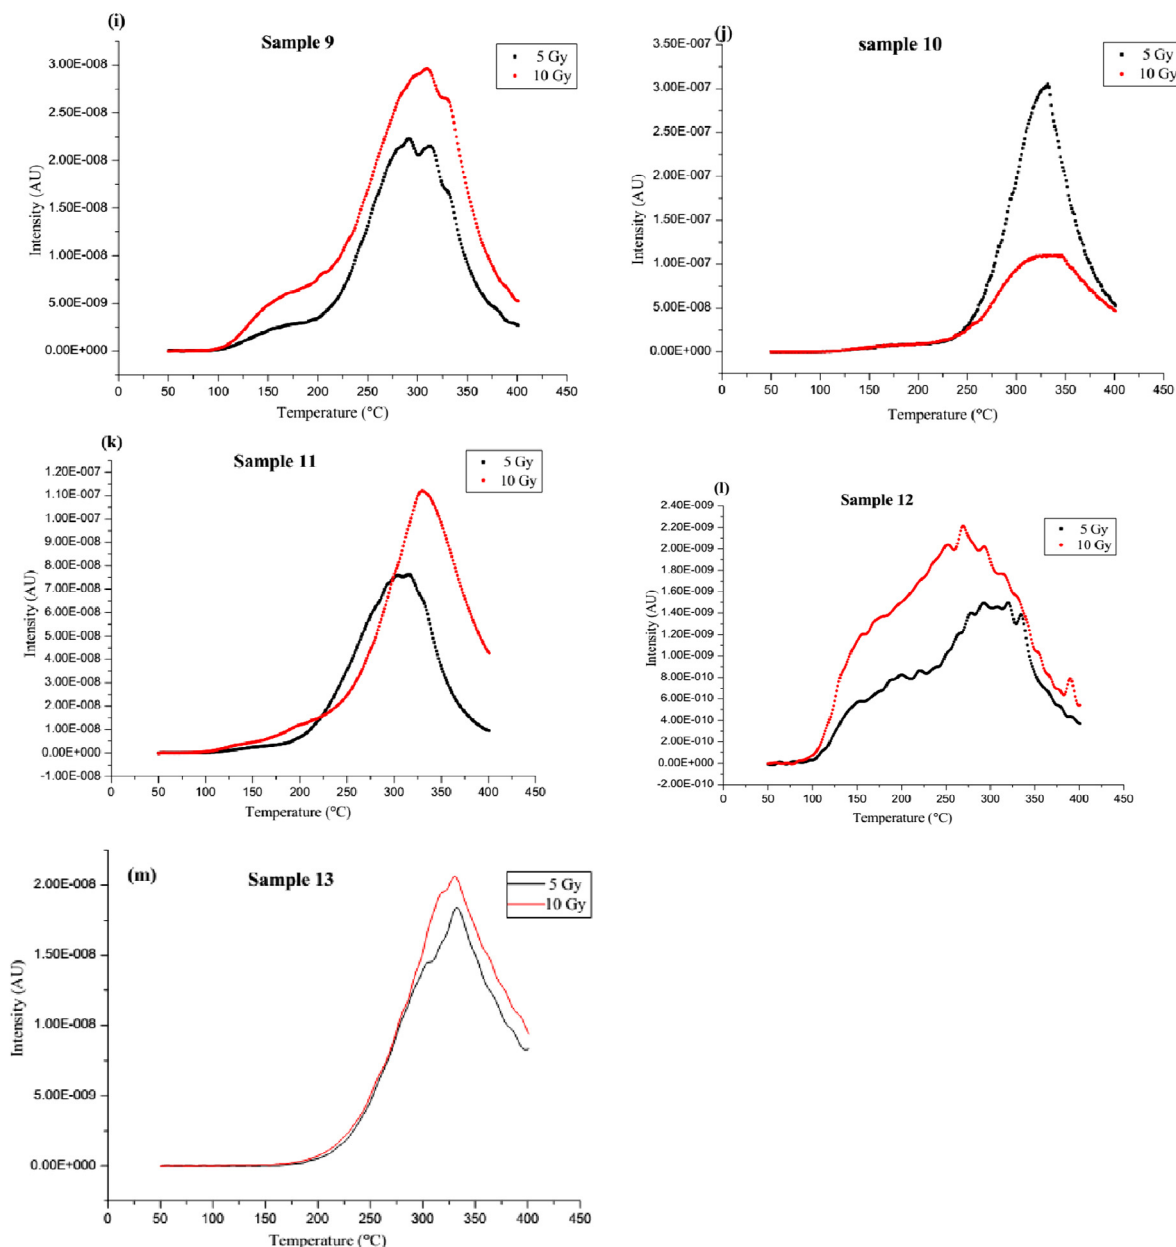 (i)
Sample 9
5 Gy
10 Gy
3.00E-008
2.50E-008
2.00E-008
1.50E-008
1.00E-008
5.00E-009
0.00E+000
Intensity (AU)
0 50 100 150 200 250 300 350 400 450
Temperature (°C)
(j)
sample 10
5 Gy
10 Gy
3.50E-007
3.00E-007
2.50E-007
2.00E-007
1.50E-007
1.00E-007
5.00E-008
0.00E+000
Intensity (AU)
0 50 100 150 200 250 300 350 400 450
Temperature (°C)
(k)
Sample 11
5 Gy
10 Gy
1.20E-007
1.10E-007
1.00E-007
9.00E-008
8.00E-008
7.00E-008
6.00E-008
5.00E-008
4.00E-008
3.00E-008
2.00E-008
1.00E-008
0.00E+000
-1.00E-008
Intensity (AU)
0 50 100 150 200 250 300 350 400 450
Temperature (°C)
(l)
Sample 12
5 Gy
10 Gy
2.40E-009
2.20E-009
2.00E-009
1.80E-009
1.60E-009
1.40E-009
1.20E-009
1.00E-009
8.00E-010
6.00E-010
4.00E-010
2.00E-010
0.00E+000
-2.00E-010
Intensity (AU)
0 50 100 150 200 250 300 350 400 450
Temperature (°C)
(m)
Sample 13
5 Gy
10 Gy
2.00E-008
1.50E-008
1.00E-008
5.00E-009
0.00E+000
Intensity (AU)
0 50 100 150 200 250 300 350 400 450
Temperature (°C)